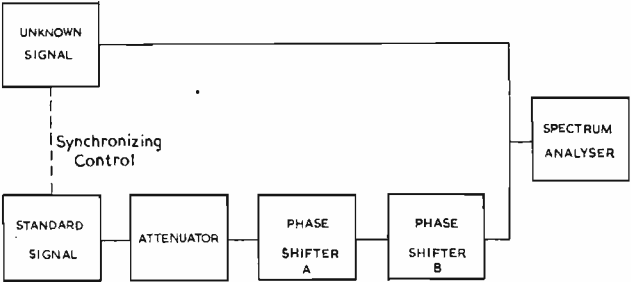 UNKNOWN
SIGNAL
Synchronizing
Control
SPECTRUM
ANALYSER
STANDARD
SIGNAL
ATTENUATOR
PHASE
SHIFTER
A
PHASE
SHIFTER
B